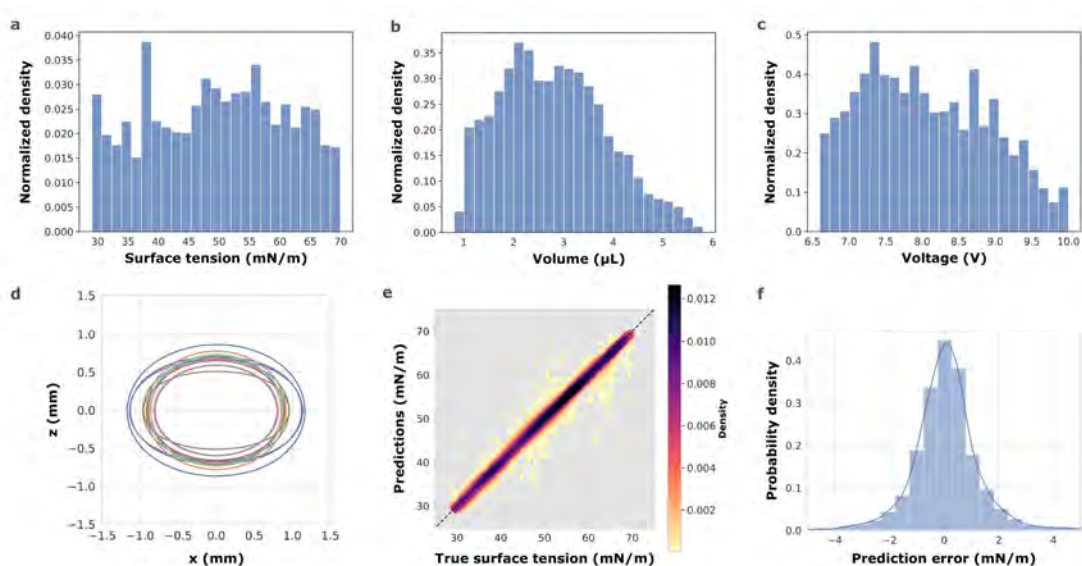 a
0.040
0.035
0.030
0.025
0.020
0.015
0.010
0.005
0.000
Normalized density
30 35 40 45 50 55 60 65 70
Surface tension (mN/m)
b
0.35
0.30
0.25
0.20
0.15
0.10
0.05
0.00
Normalized density
1 2 3 4 5 6
Volume (µL)
c
0.5
0.4
0.3
0.2
0.1
0.0
Normalized density
6.5 7.0 7.5 8.0 8.5 9.0 9.5 10.0
Voltage (V)
d
1.5
1.0
0.5
0.0
−0.5
−1.0
−1.5
z (mm)
−1.5 −1.0 −0.5 0.0 0.5 1.0 1.5
x (mm)
e
70
60
50
40
30
Predictions (mN/m)
30 40 50 60 70
True surface tension (mN/m)
0.012
0.010
0.008
0.006
0.004
0.002
Density
f
0.4
0.3
0.2
0.1
0.0
Probability density
−4 −2 0 2 4
Prediction error (mN/m)